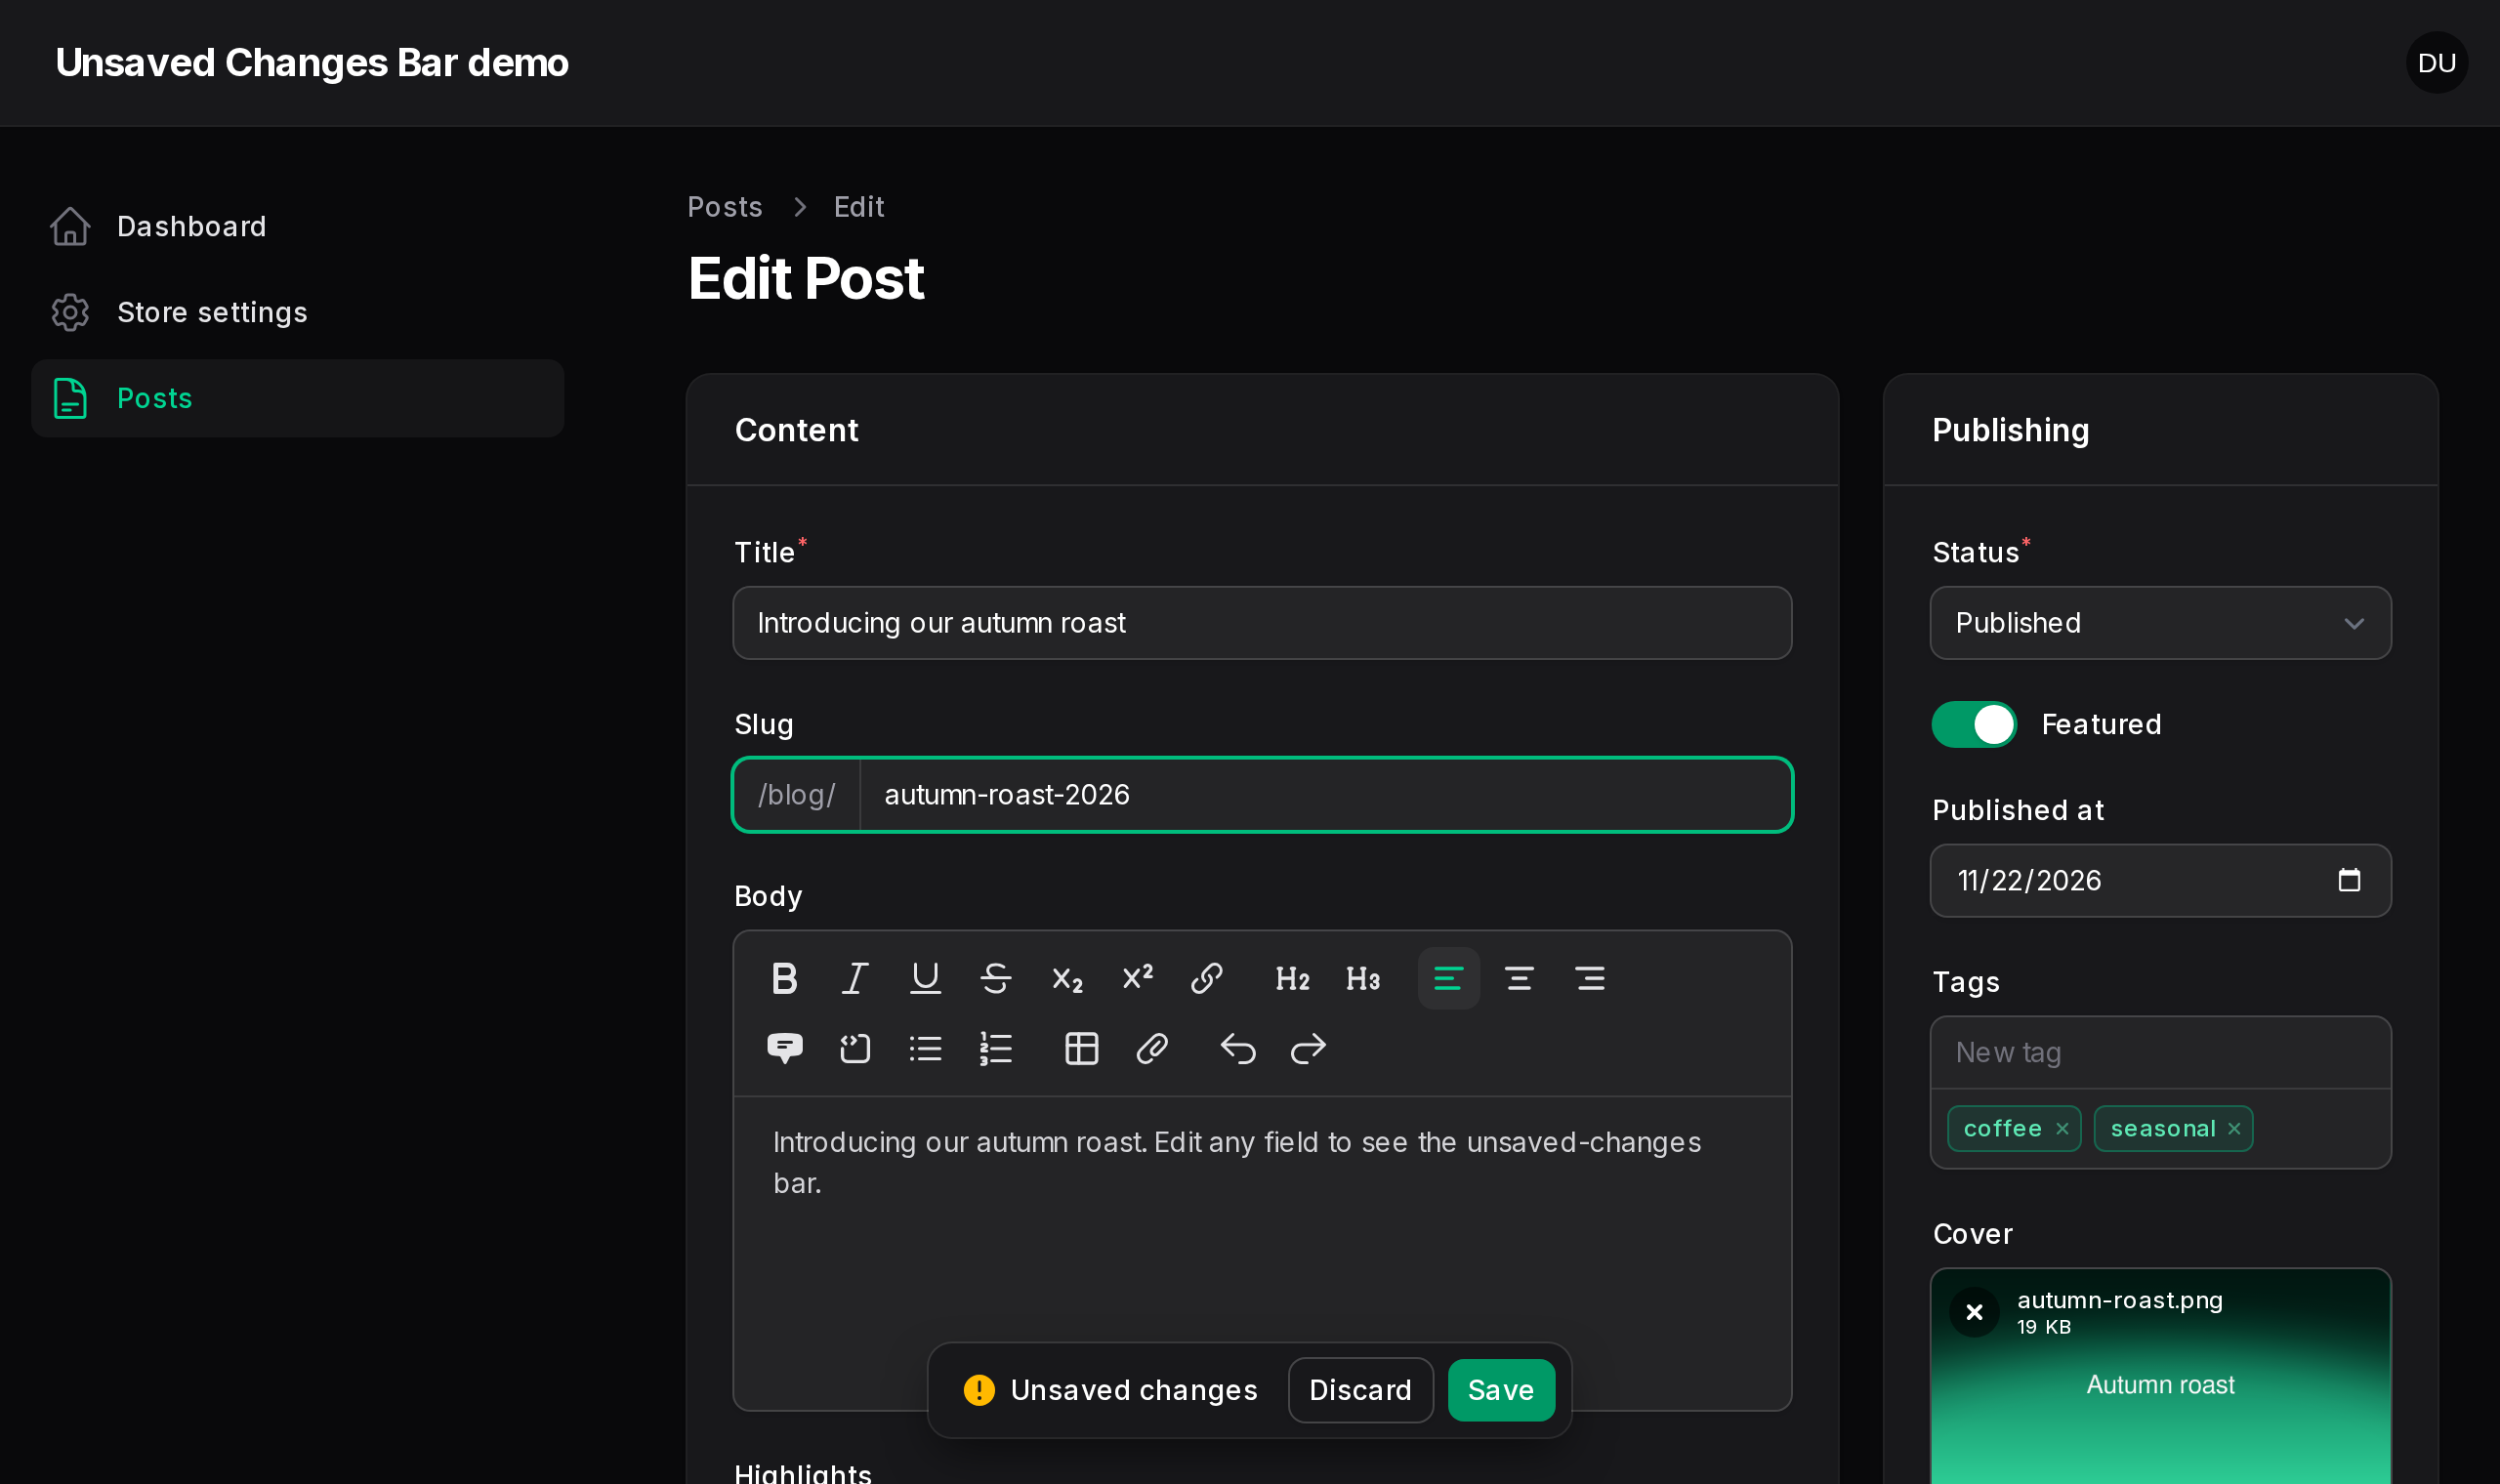 Unsaved Changes Bar demo
DU
Dashboard
Store settings
Posts
Posts Edit
Edit Post
Content
Title*
Introducing our autumn roast
Slug
/blog/ autumn-roast-2026
Body
H2 H3
Introducing our autumn roast. Edit any field to see the unsaved-changes
bar.
Highlights
Publishing
Status*
Published
Featured
Published at
11/22/2026
Tags
New tag
coffee
seasonal
Cover
autumn-roast.png
19 KB
Autumn roast
Unsaved changes
Discard
Save